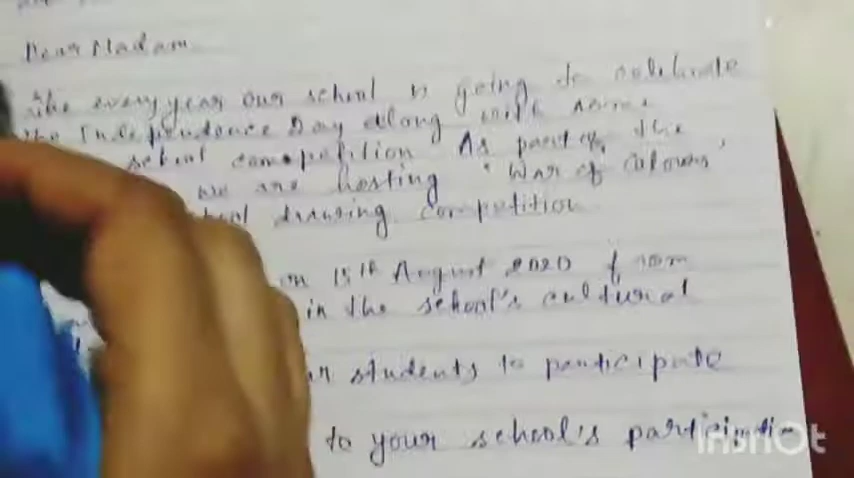 Dear Madam
Like every year our school is going to celebrate
the Independence Day along with some
school competition As part of the
we are hosting 'War of Colours'
drawing competition
on 15th August 2020 from
in the school's cultural
students to participate
to your school's participation
INSHOT